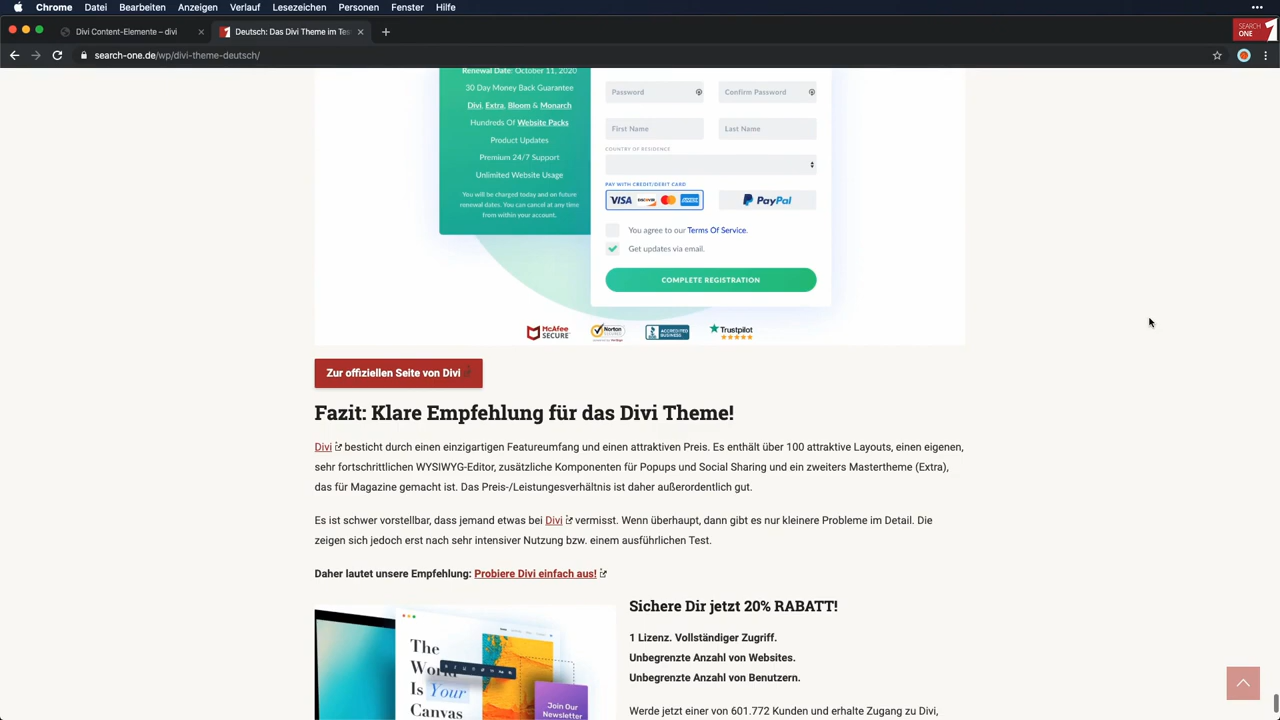 Chrome Datei Bearbeiten Anzeigen Verlauf Lesezeichen Personen Fenster Hilfe
Divi Content-Elemente – divi
Deutsch: Das Divi Theme im Tes
SEARCH ONE
search-one.de/wp/divi-theme-deutsch/
Renewal Date: October 11, 2020
30 Day Money Back Guarantee
Divi, Extra, Bloom & Monarch
Hundreds Of Website Packs
Product Updates
Premium 24/7 Support
Unlimited Website Usage
You will be charged today and on future
renewal dates. You can cancel at any time
from within your account.
Password Confirm Password
First Name Last Name
COUNTRY OF RESIDENCE
PAY WITH CREDIT/DEBIT CARD
VISA DISCOVER PayPal
You agree to our Terms Of Service.
Get updates via email.
COMPLETE REGISTRATION
McAfee SECURE
Norton
ACCREDITED BUSINESS
Trustpilot
Zur offiziellen Seite von Divi
Fazit: Klare Empfehlung für das Divi Theme!
Divi besticht durch einen einzigartigen Featureumfang und einen attraktiven Preis. Es enthält über 100 attraktive Layouts, einen eigenen,
sehr fortschrittlichen WYSIWYG-Editor, zusätzliche Komponenten für Popups und Social Sharing und ein zweiters Mastertheme (Extra),
das für Magazine gemacht ist. Das Preis-/Leistungesverhältnis ist daher außerordentlich gut.
Es ist schwer vorstellbar, dass jemand etwas bei Divi vermisst. Wenn überhaupt, dann gibt es nur kleinere Probleme im Detail. Die
zeigen sich jedoch erst nach sehr intensiver Nutzung bzw. einem ausführlichen Test.
Daher lautet unsere Empfehlung: Probiere Divi einfach aus!
The
World
Is Your
Canvas
Join Our
Newsletter
Sichere Dir jetzt 20% RABATT!
1 Lizenz. Vollständiger Zugriff.
Unbegrenzte Anzahl von Websites.
Unbegrenzte Anzahl von Benutzern.
Werde jetzt einer von 601.772 Kunden und erhalte Zugang zu Divi,